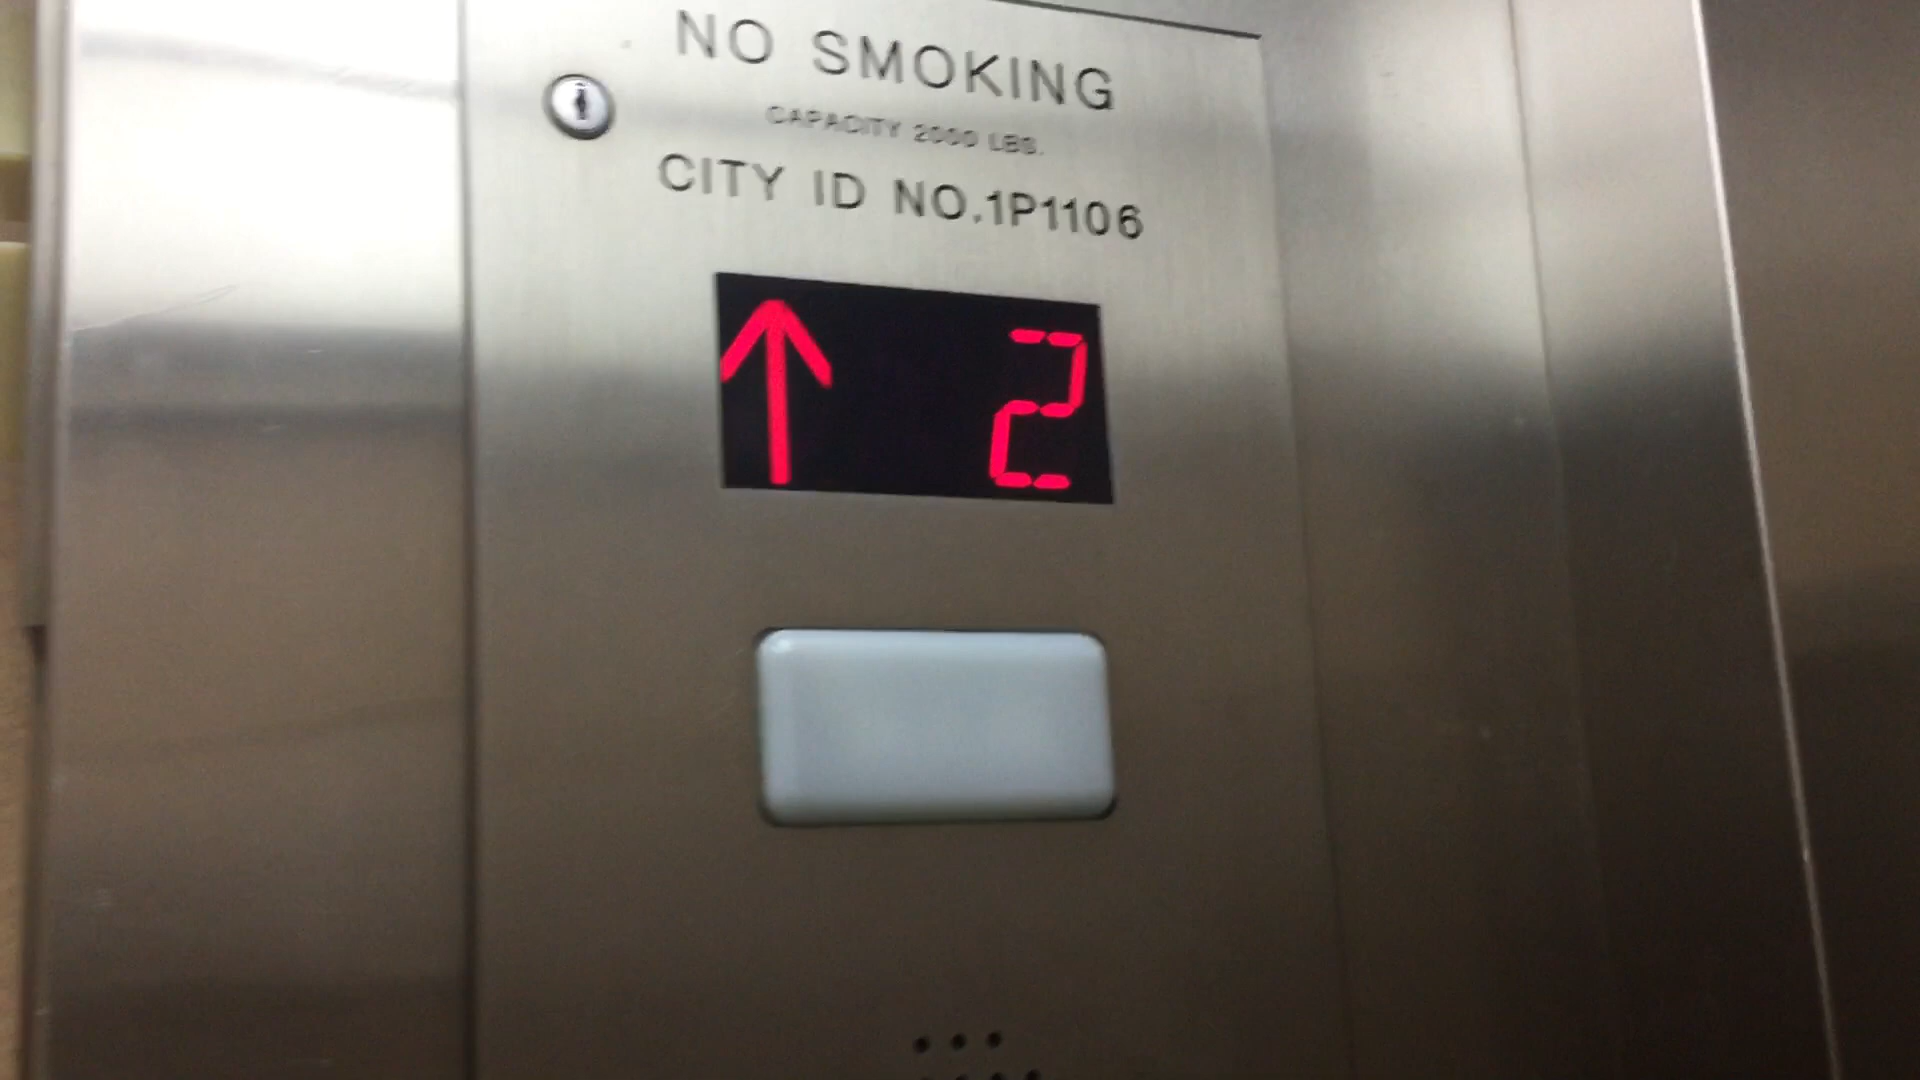 NO SMOKING
CAPACITY 2000 LBS.
CITY ID NO.1P1106
↑ 2